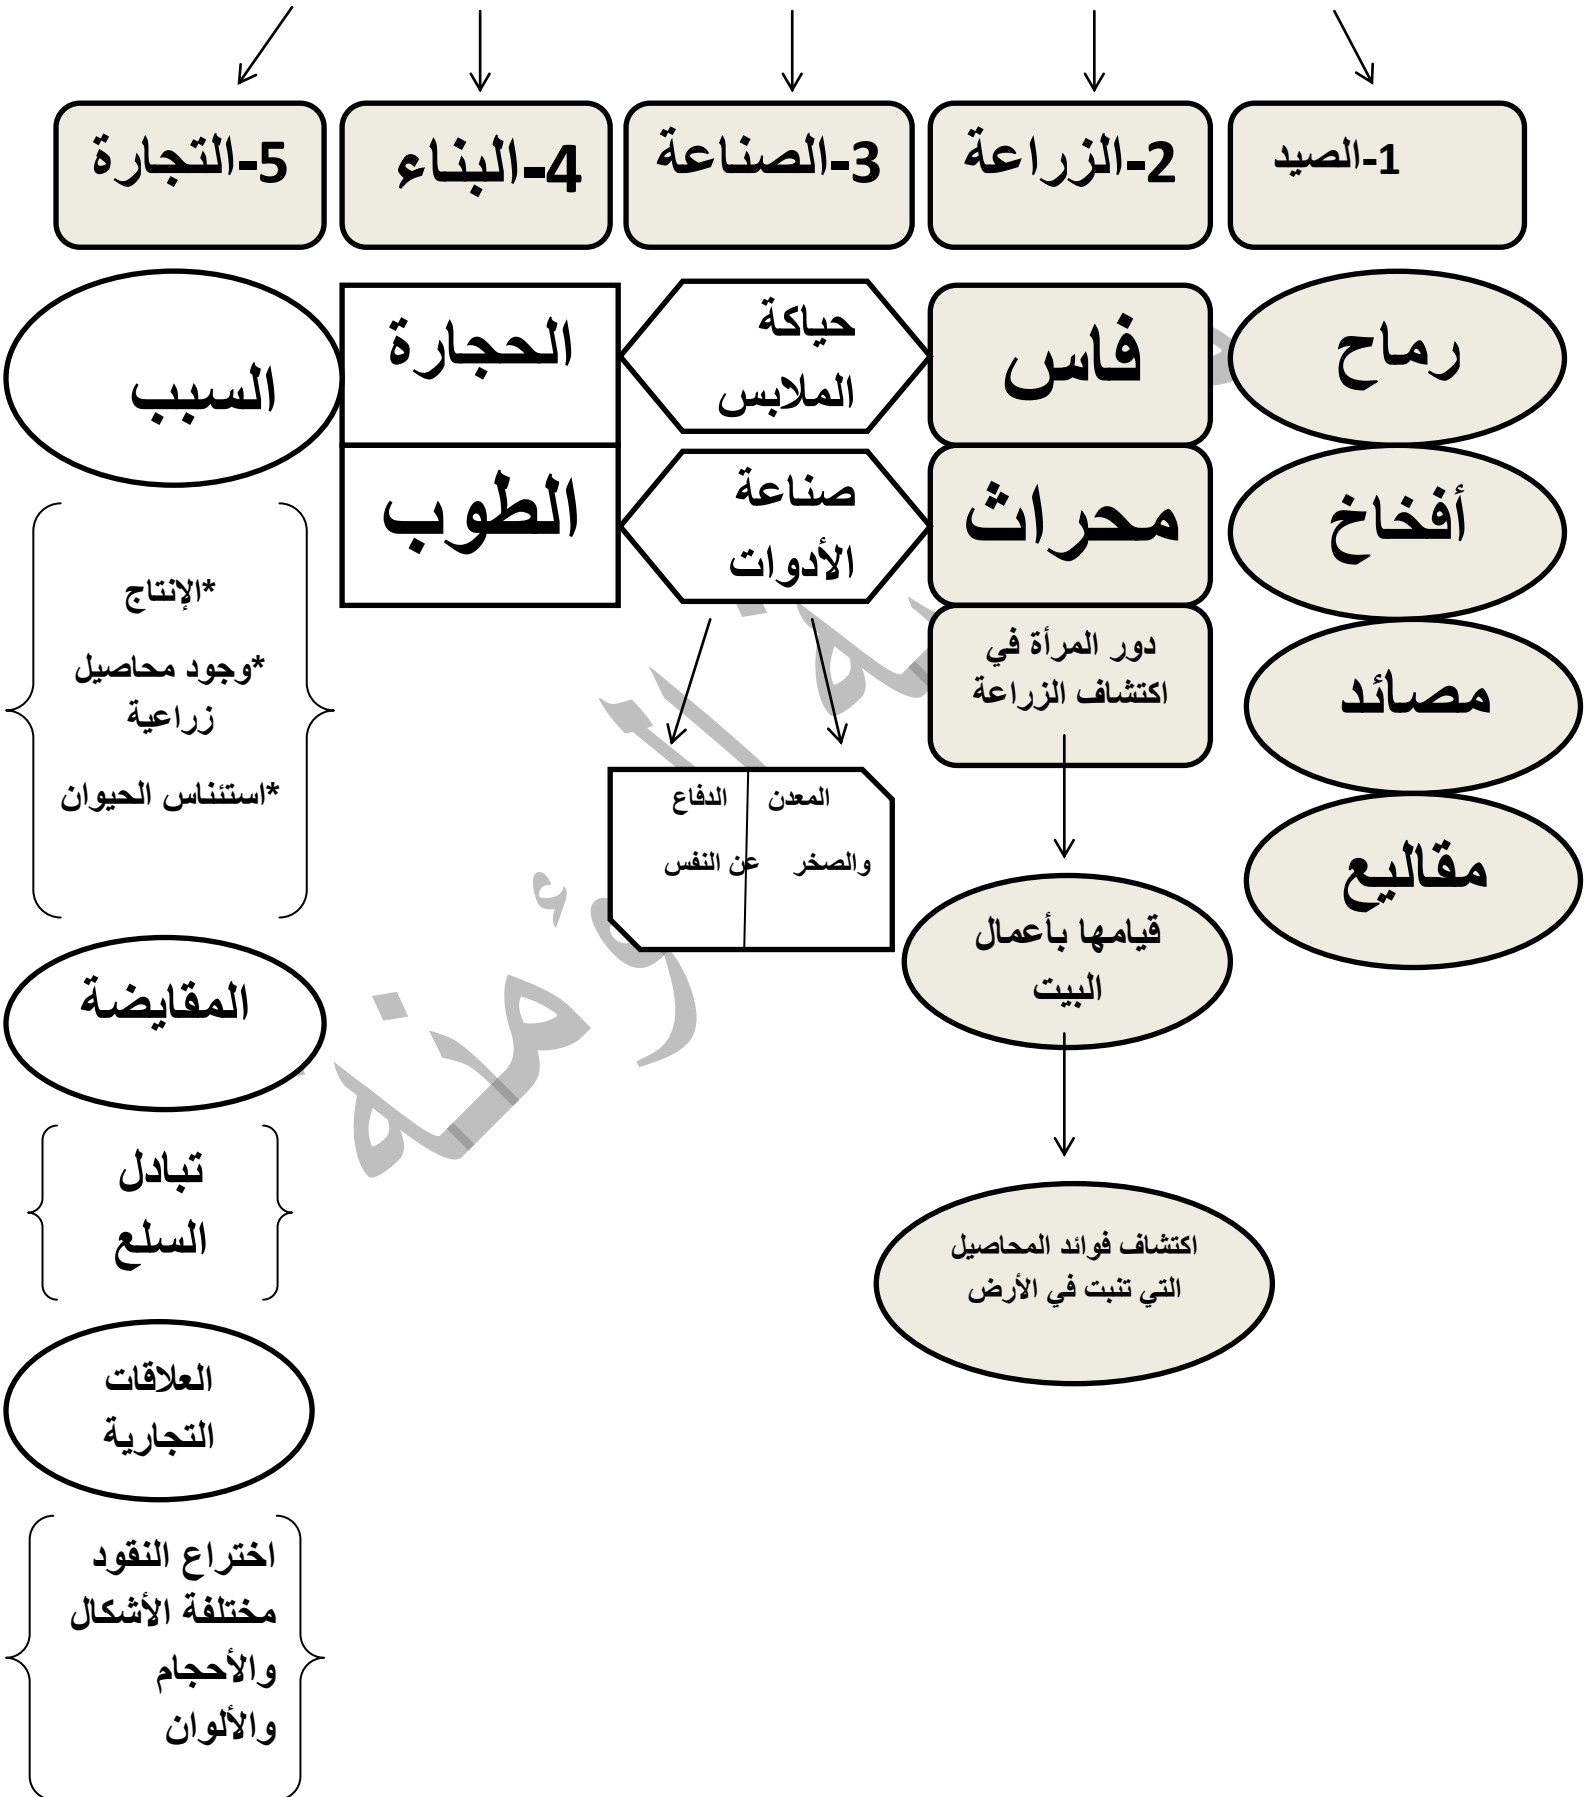 1-الصيد
2-الزراعة
3-الصناعة
4-البناء
5-التجارة
رماح
أفخاخ
مصائد
مقاليع
فاس
محراث
دور المرأة في
اكتشاف الزراعة
قيامها بأعمال
البيت
اكتشاف فوائد المحاصيل
التي تنبت في الأرض
حياكة
الملابس
صناعة
الأدوات
المعدن
والصخر
الدفاع
عن النفس
الحجارة
الطوب
السبب
*الإنتاج
*وجود محاصيل
زراعية
*استئناس الحيوان
المقايضة
تبادل
السلع
العلاقات
التجارية
اختراع النقود
مختلفة الأشكال
والأحجام
والألوان